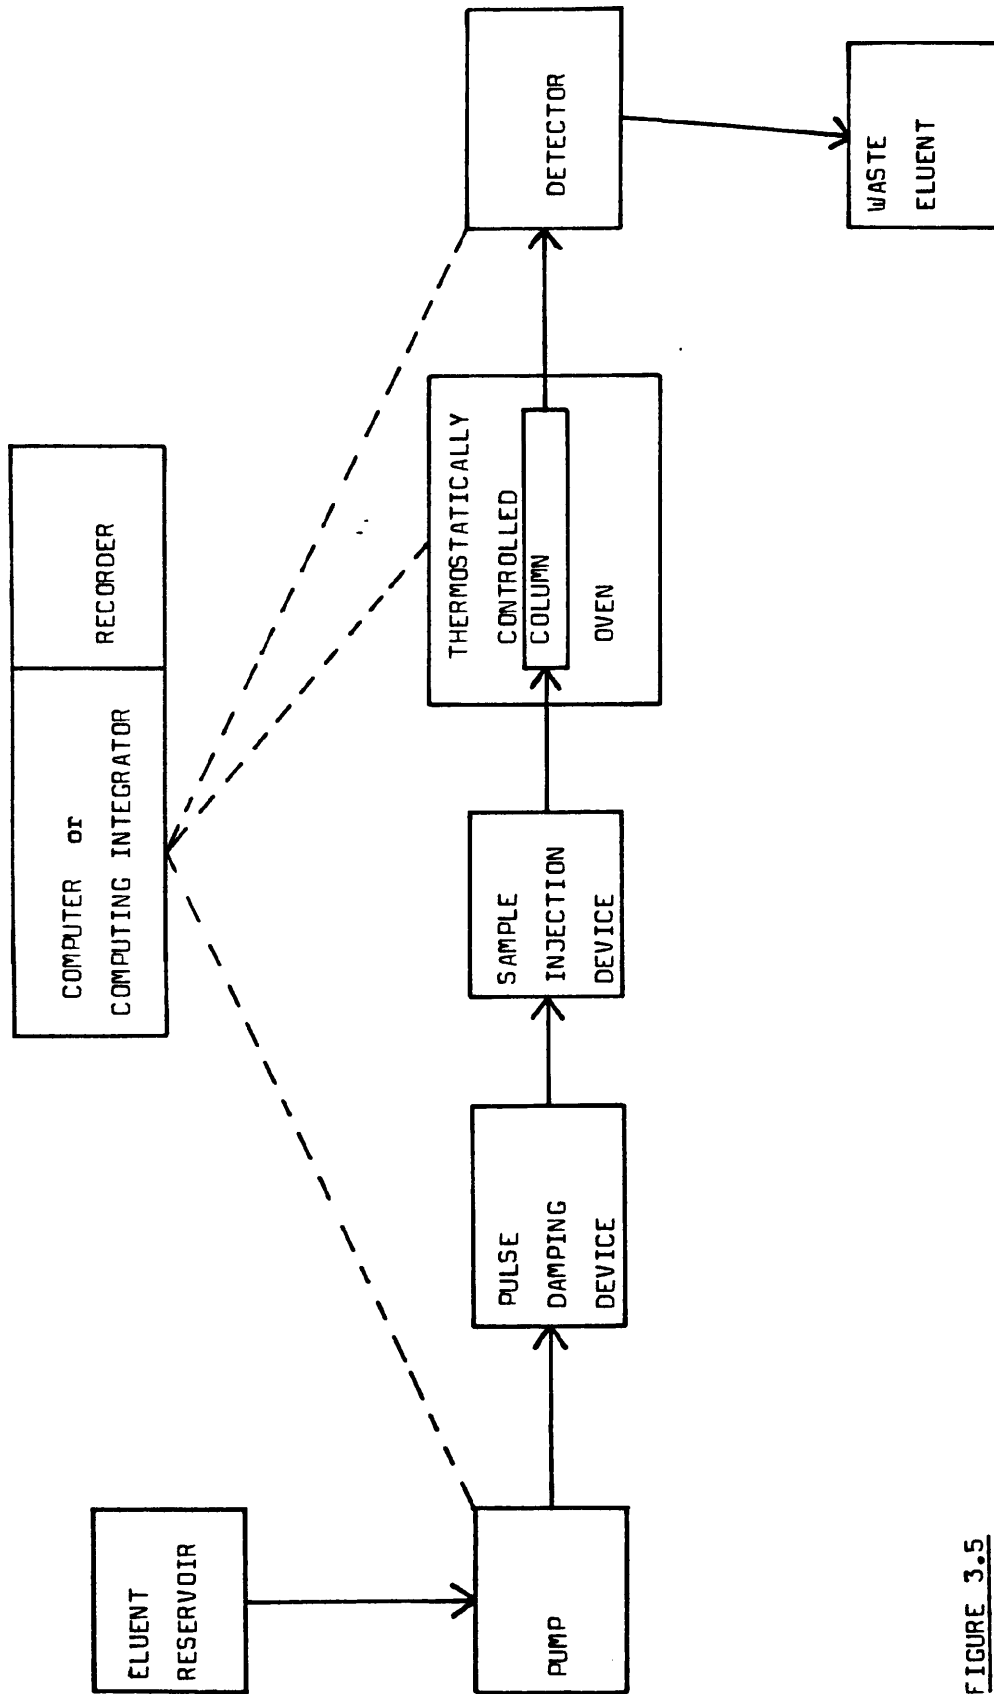 COMPUTER or
COMPUTING INTEGRATOR
RECORDER
ELUENT
RESERVOIR
PUMP
PULSE
DAMPING
DEVICE
SAMPLE
INJECTION
DEVICE
THERMOSTATICALLY
CONTROLLED
COLUMN
OVEN
DETECTOR
WASTE
ELUENT
FIGURE 3.5